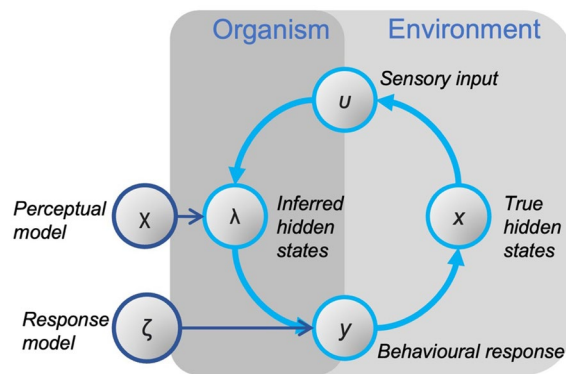 Organism
Environment
Sensory input
υ
Perceptual
model
χ
λ
Inferred
hidden
states
x
True
hidden
states
Response
model
ζ
y
Behavioural response